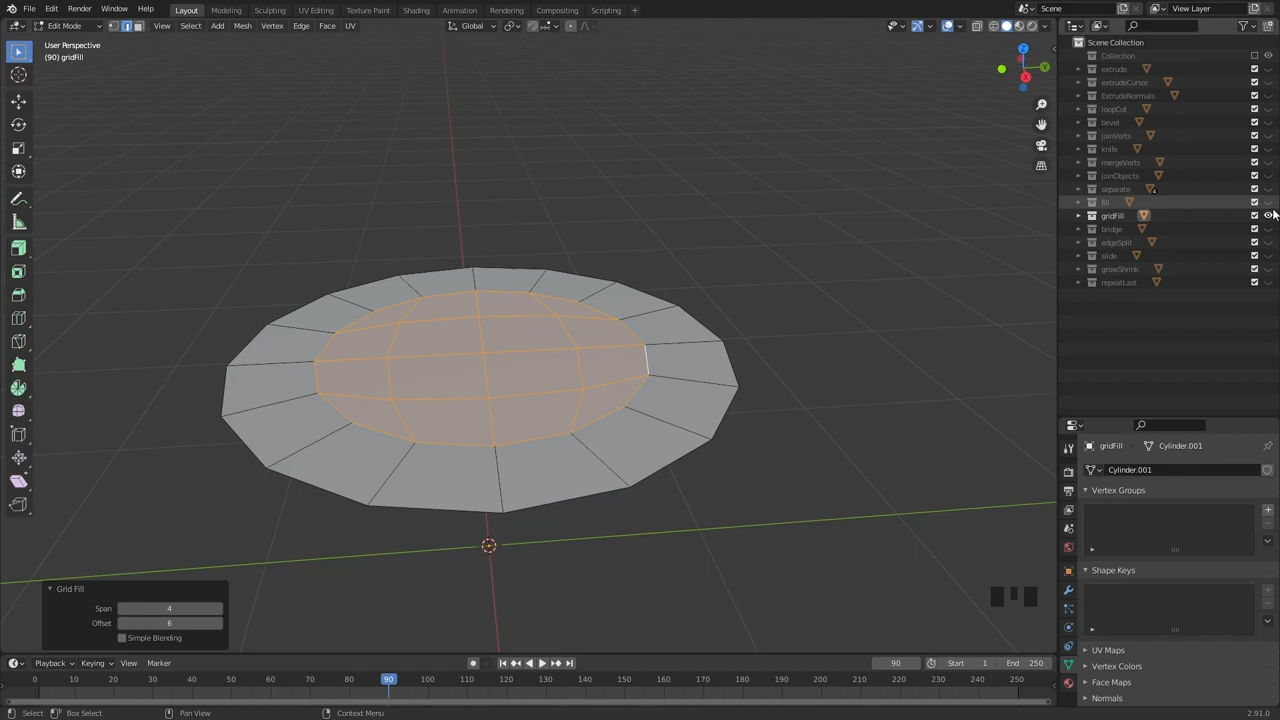 File Edit Render Window Help Layout Modeling Sculpting UV Editing Texture Paint Shading Animation Rendering Compositing Scripting + Scene View Layer
Edit Mode View Select Add Mesh Vertex Edge Face UV Global
User Perspective
(90) gridFill
Scene Collection
Collection
extrude
extrudeCursor
ExtrudeNormals
loopCut
bevel
joinVerts
knife
mergeVerts
joinObjects
separate 4
fill
gridFill
bridge
edgeSplit
slide
growShrink
repeatLast
Z
Y
X
gridFill Cylinder.001
Cylinder.001
Vertex Groups
Shape Keys
UV Maps
Vertex Colors
Face Maps
Normals
Grid Fill
Span 4
Offset 6
Simple Blending
Playback Keying View Marker 90 Start 1 End 250
0 10 20 30 40 50 60 70 80 90 100 110 120 130 140 150 160 170 180 190 200 210 220 230 240 250
Select Box Select Pan View Context Menu 2.91.0